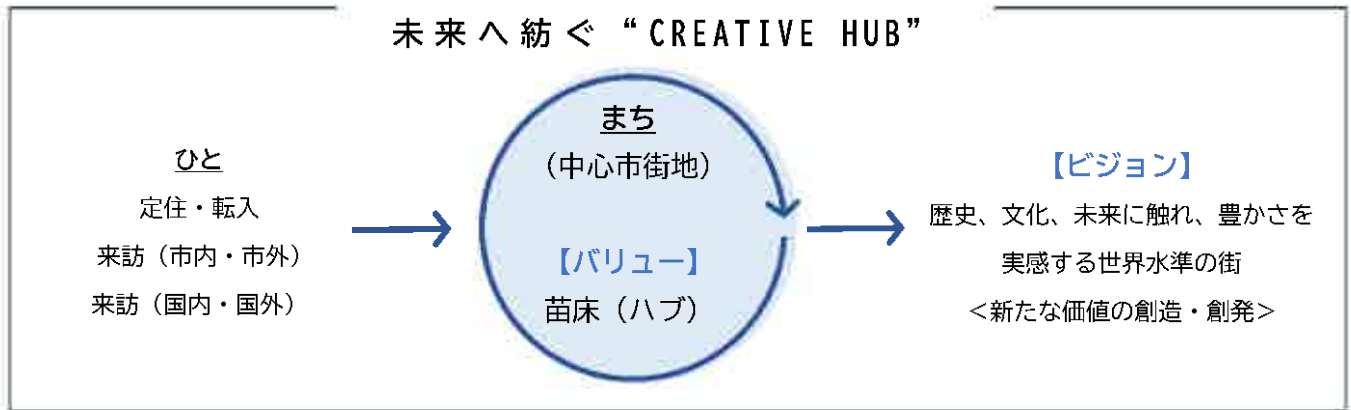 未来へ紡ぐ“CREATIVE HUB”
ひと
定住・転入
来訪（市内・市外）
来訪（国内・国外）
まち
（中心市街地）
【バリュー】
苗床（ハブ）
【ビジョン】
歴史、文化、未来に触れ、豊かさを
実感する世界水準の街
＜新たな価値の創造・創発＞